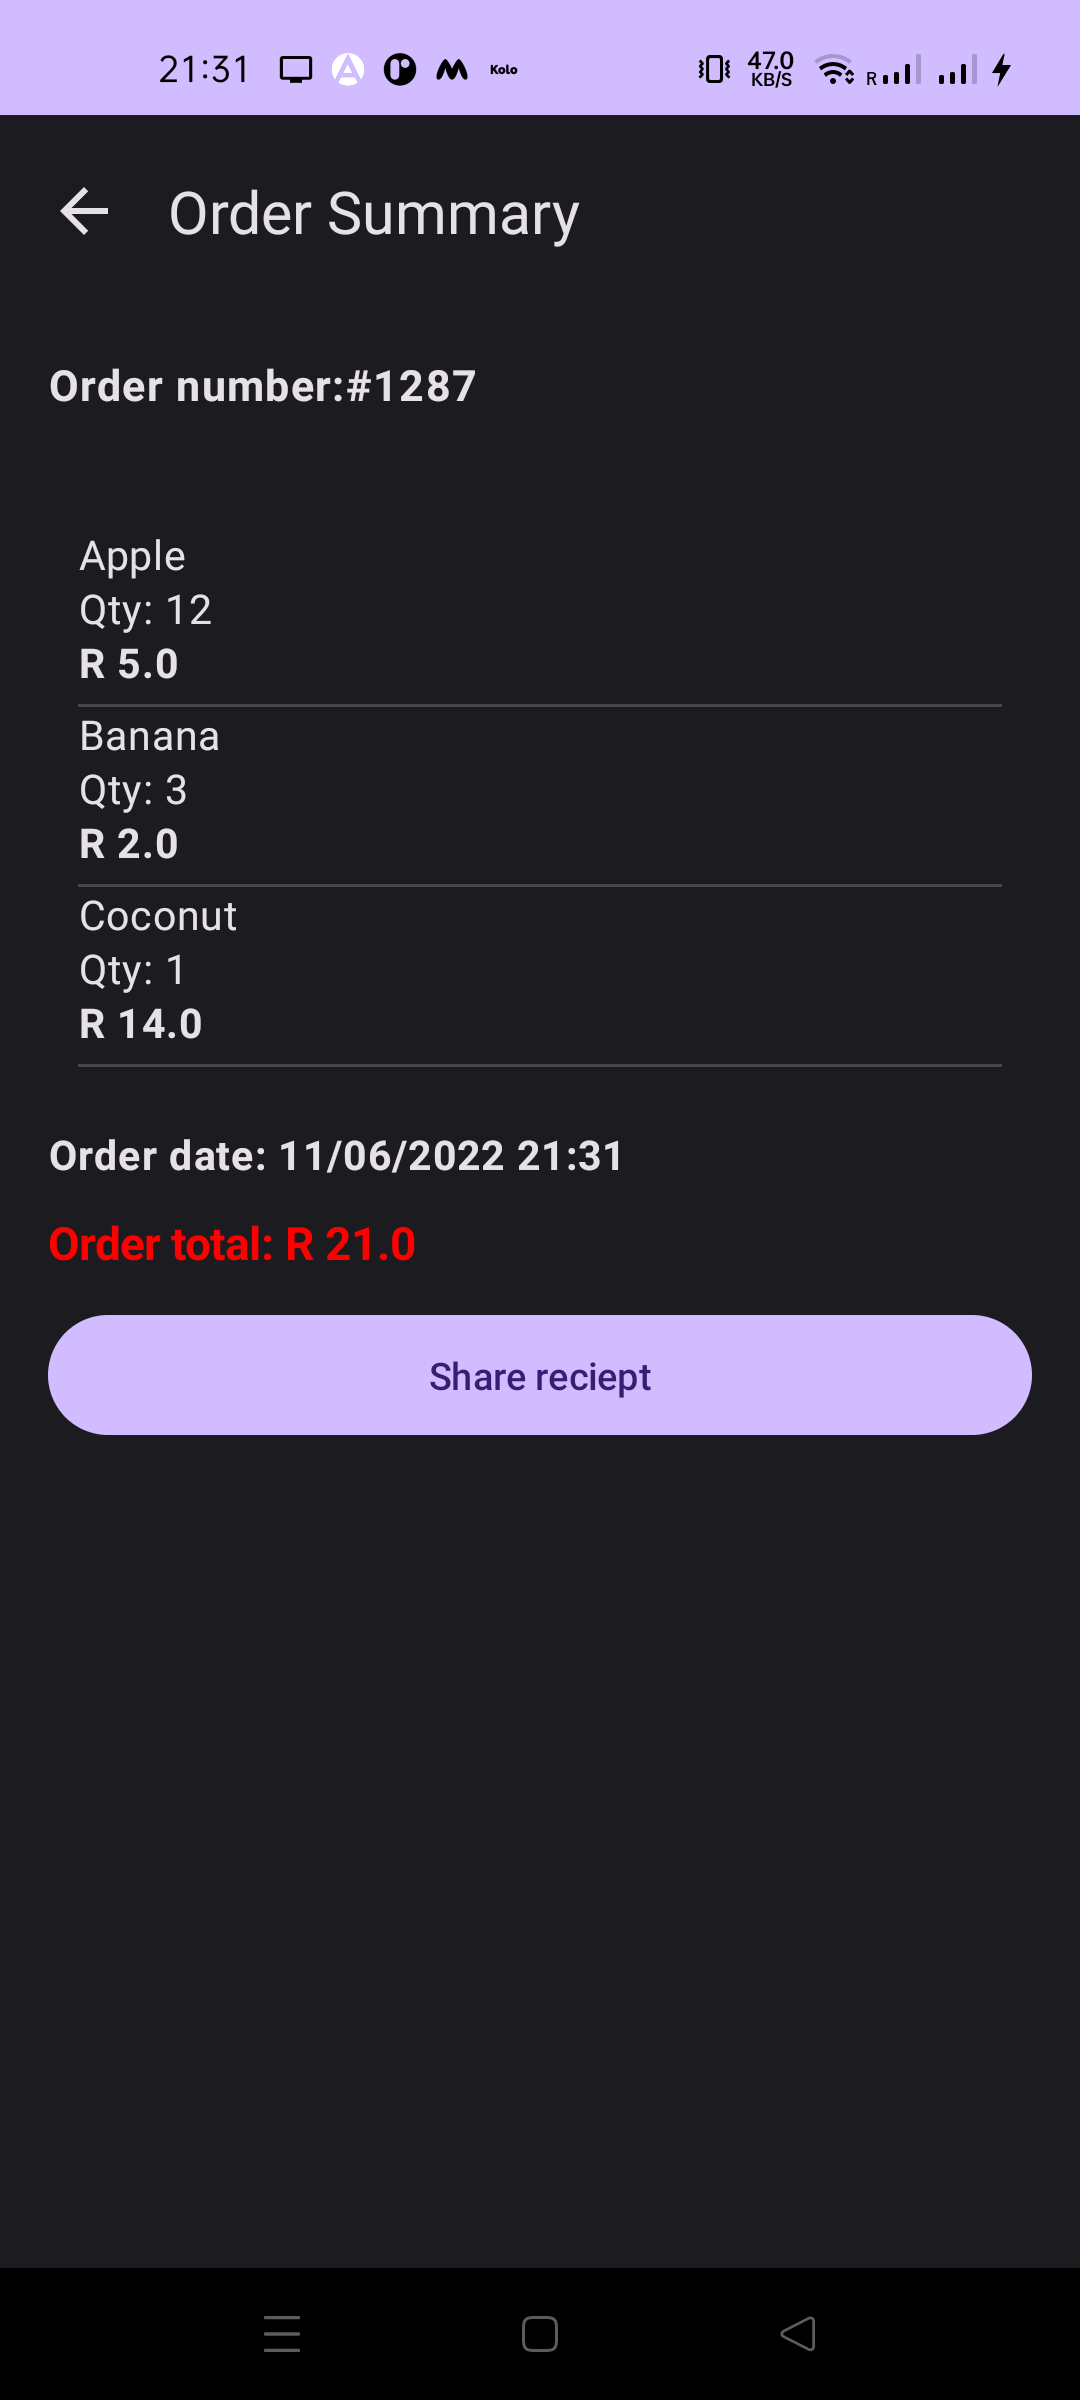 21:31 Kolo 47.0 KB/S R
Order Summary
Order number:#1287
Apple
Qty: 12
R 5.0
Banana
Qty: 3
R 2.0
Coconut
Qty: 1
R 14.0
Order date: 11/06/2022 21:31
Order total: R 21.0
Share reciept